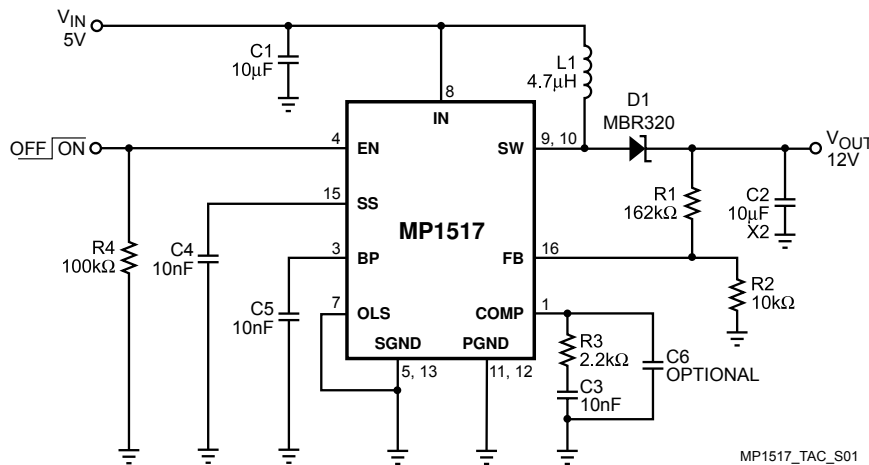 VIN
5V
C1
10µF
8
IN
L1
4.7µH
D1
MBR320
OFF ON
4
EN
SW
9, 10
VOUT
12V
15
SS
R1
162kΩ
C2
10µF
X2
MP1517
R4
100kΩ
C4
10nF
3
BP
FB
16
C5
10nF
7
OLS
COMP
1
R2
10kΩ
SGND
PGND
5, 13
11, 12
R3
2.2kΩ
C3
10nF
C6
OPTIONAL
MP1517_TAC_S01